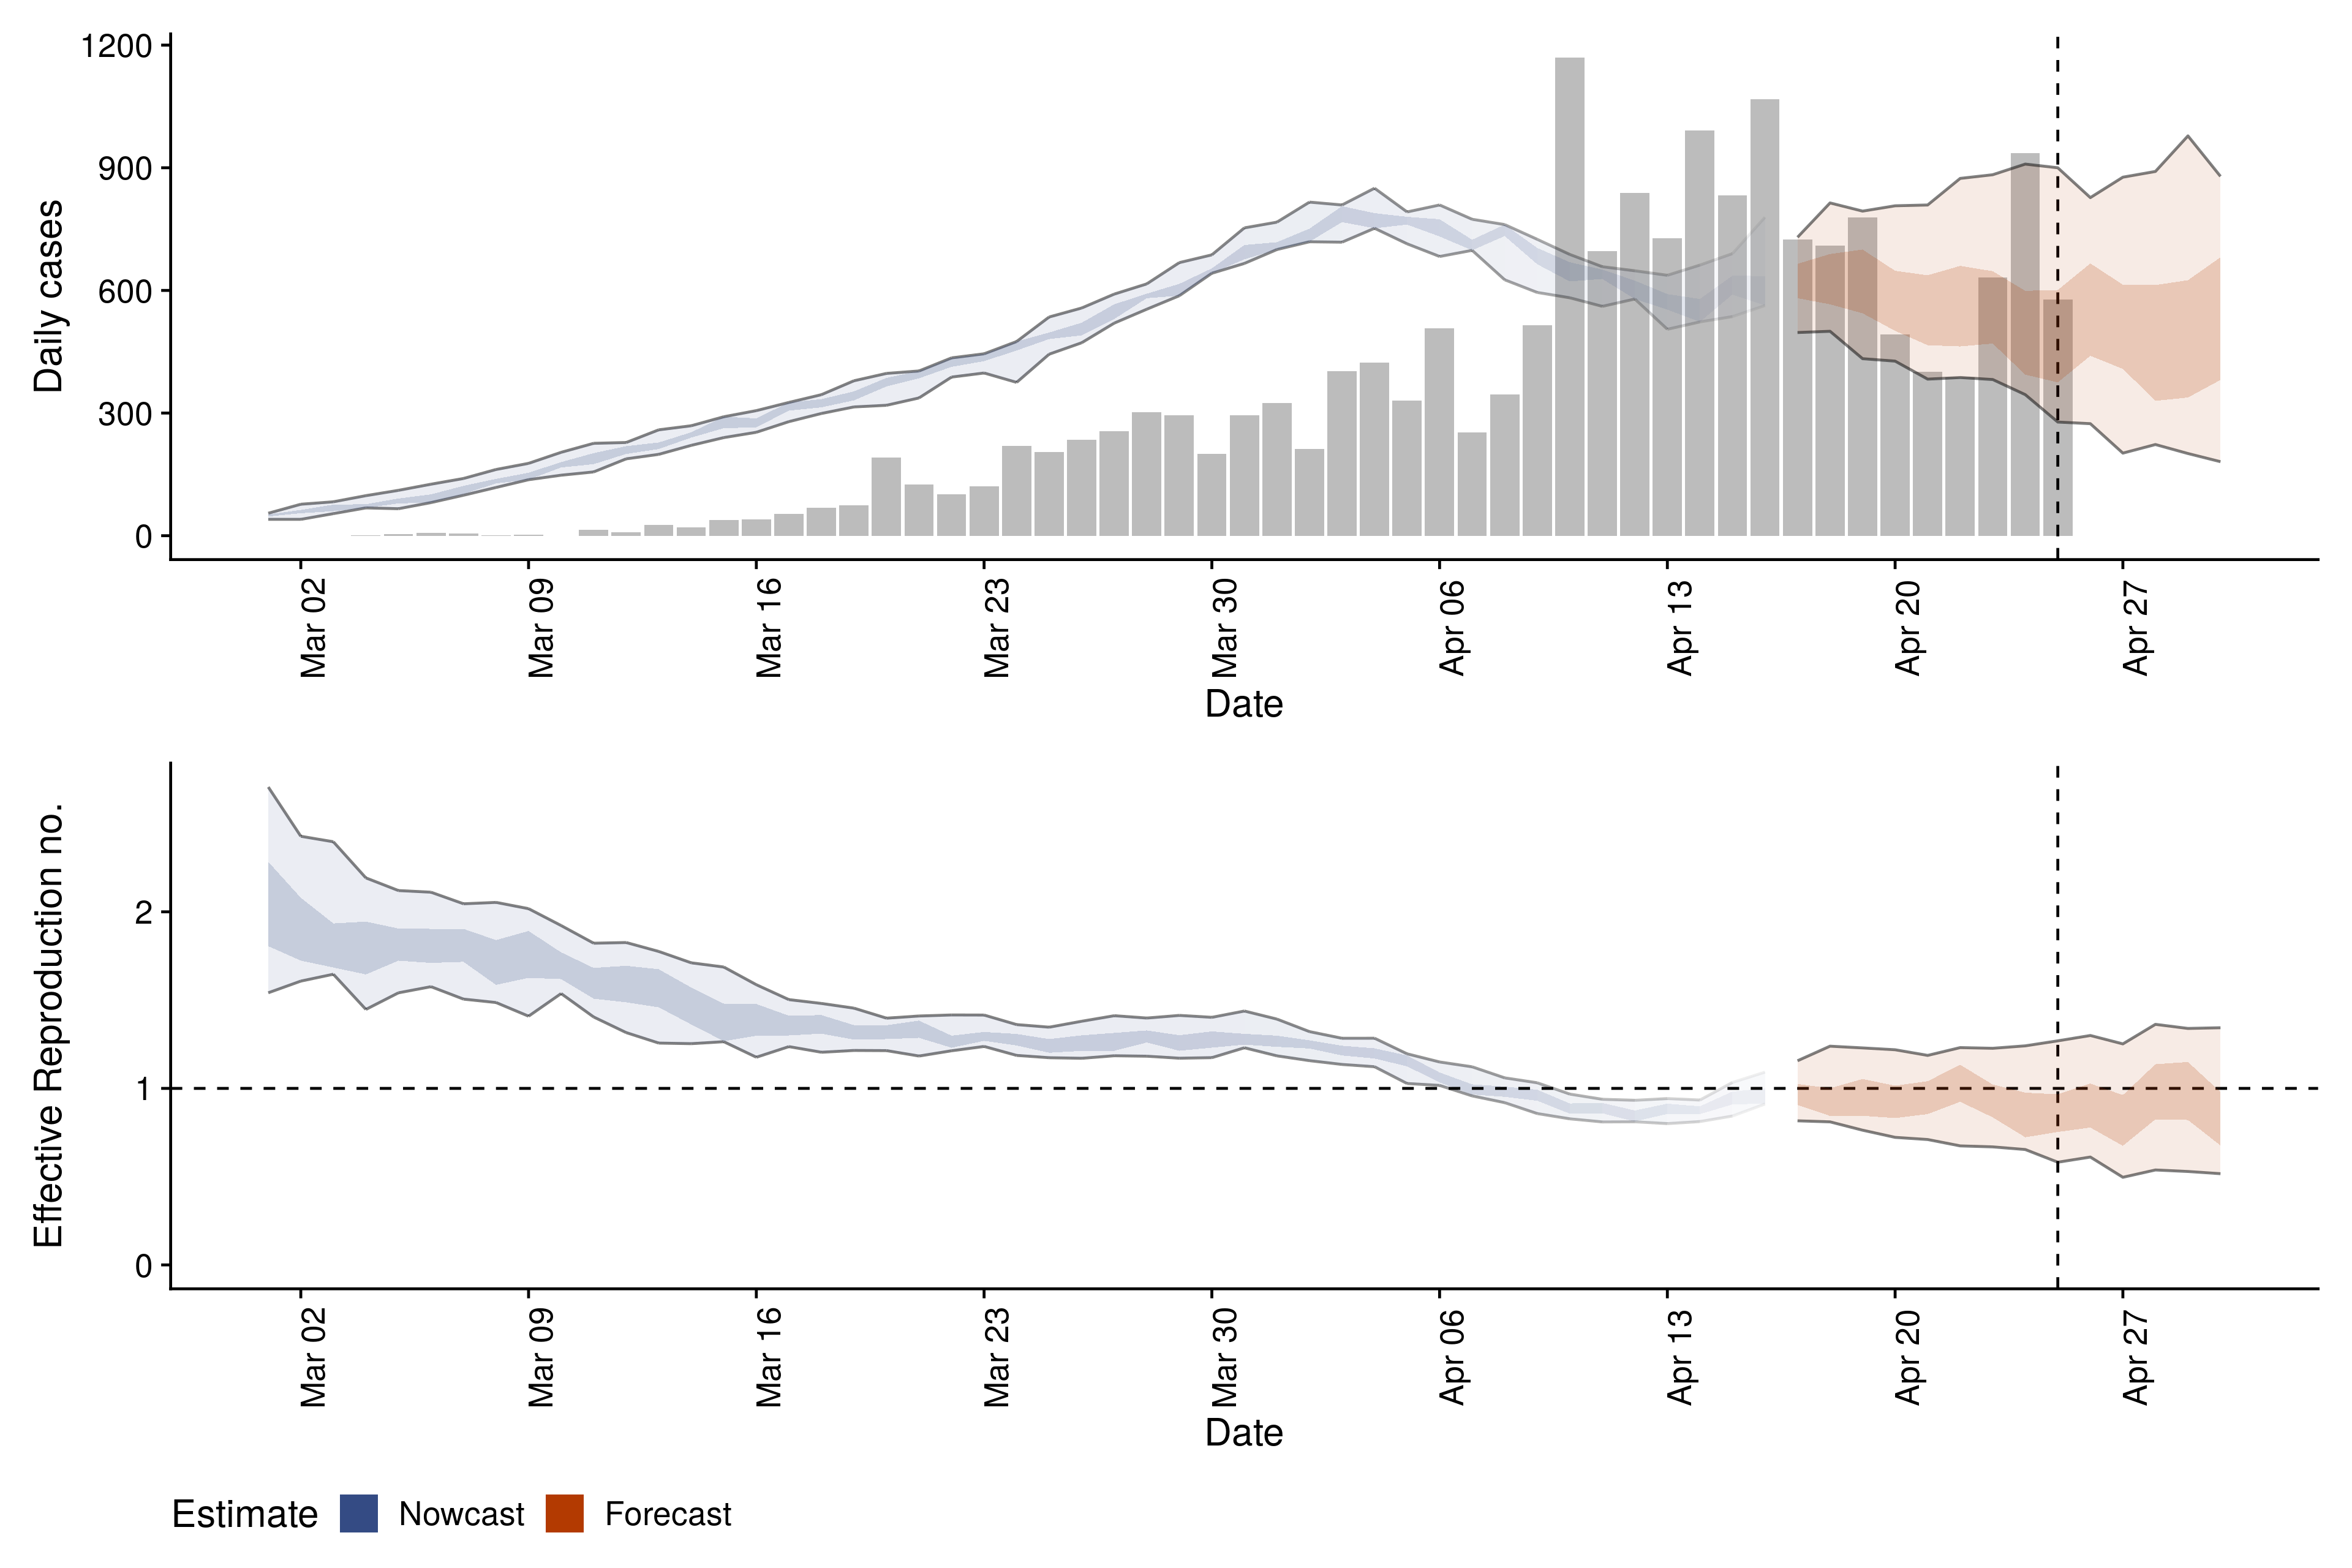 Daily cases
1200
900
600
300
0
Mar 02
Mar 09
Mar 16
Mar 23
Mar 30
Apr 06
Apr 13
Apr 20
Apr 27
Date
Effective Reproduction no.
2
1
0
Mar 02
Mar 09
Mar 16
Mar 23
Mar 30
Apr 06
Apr 13
Apr 20
Apr 27
Date
Estimate Nowcast Forecast